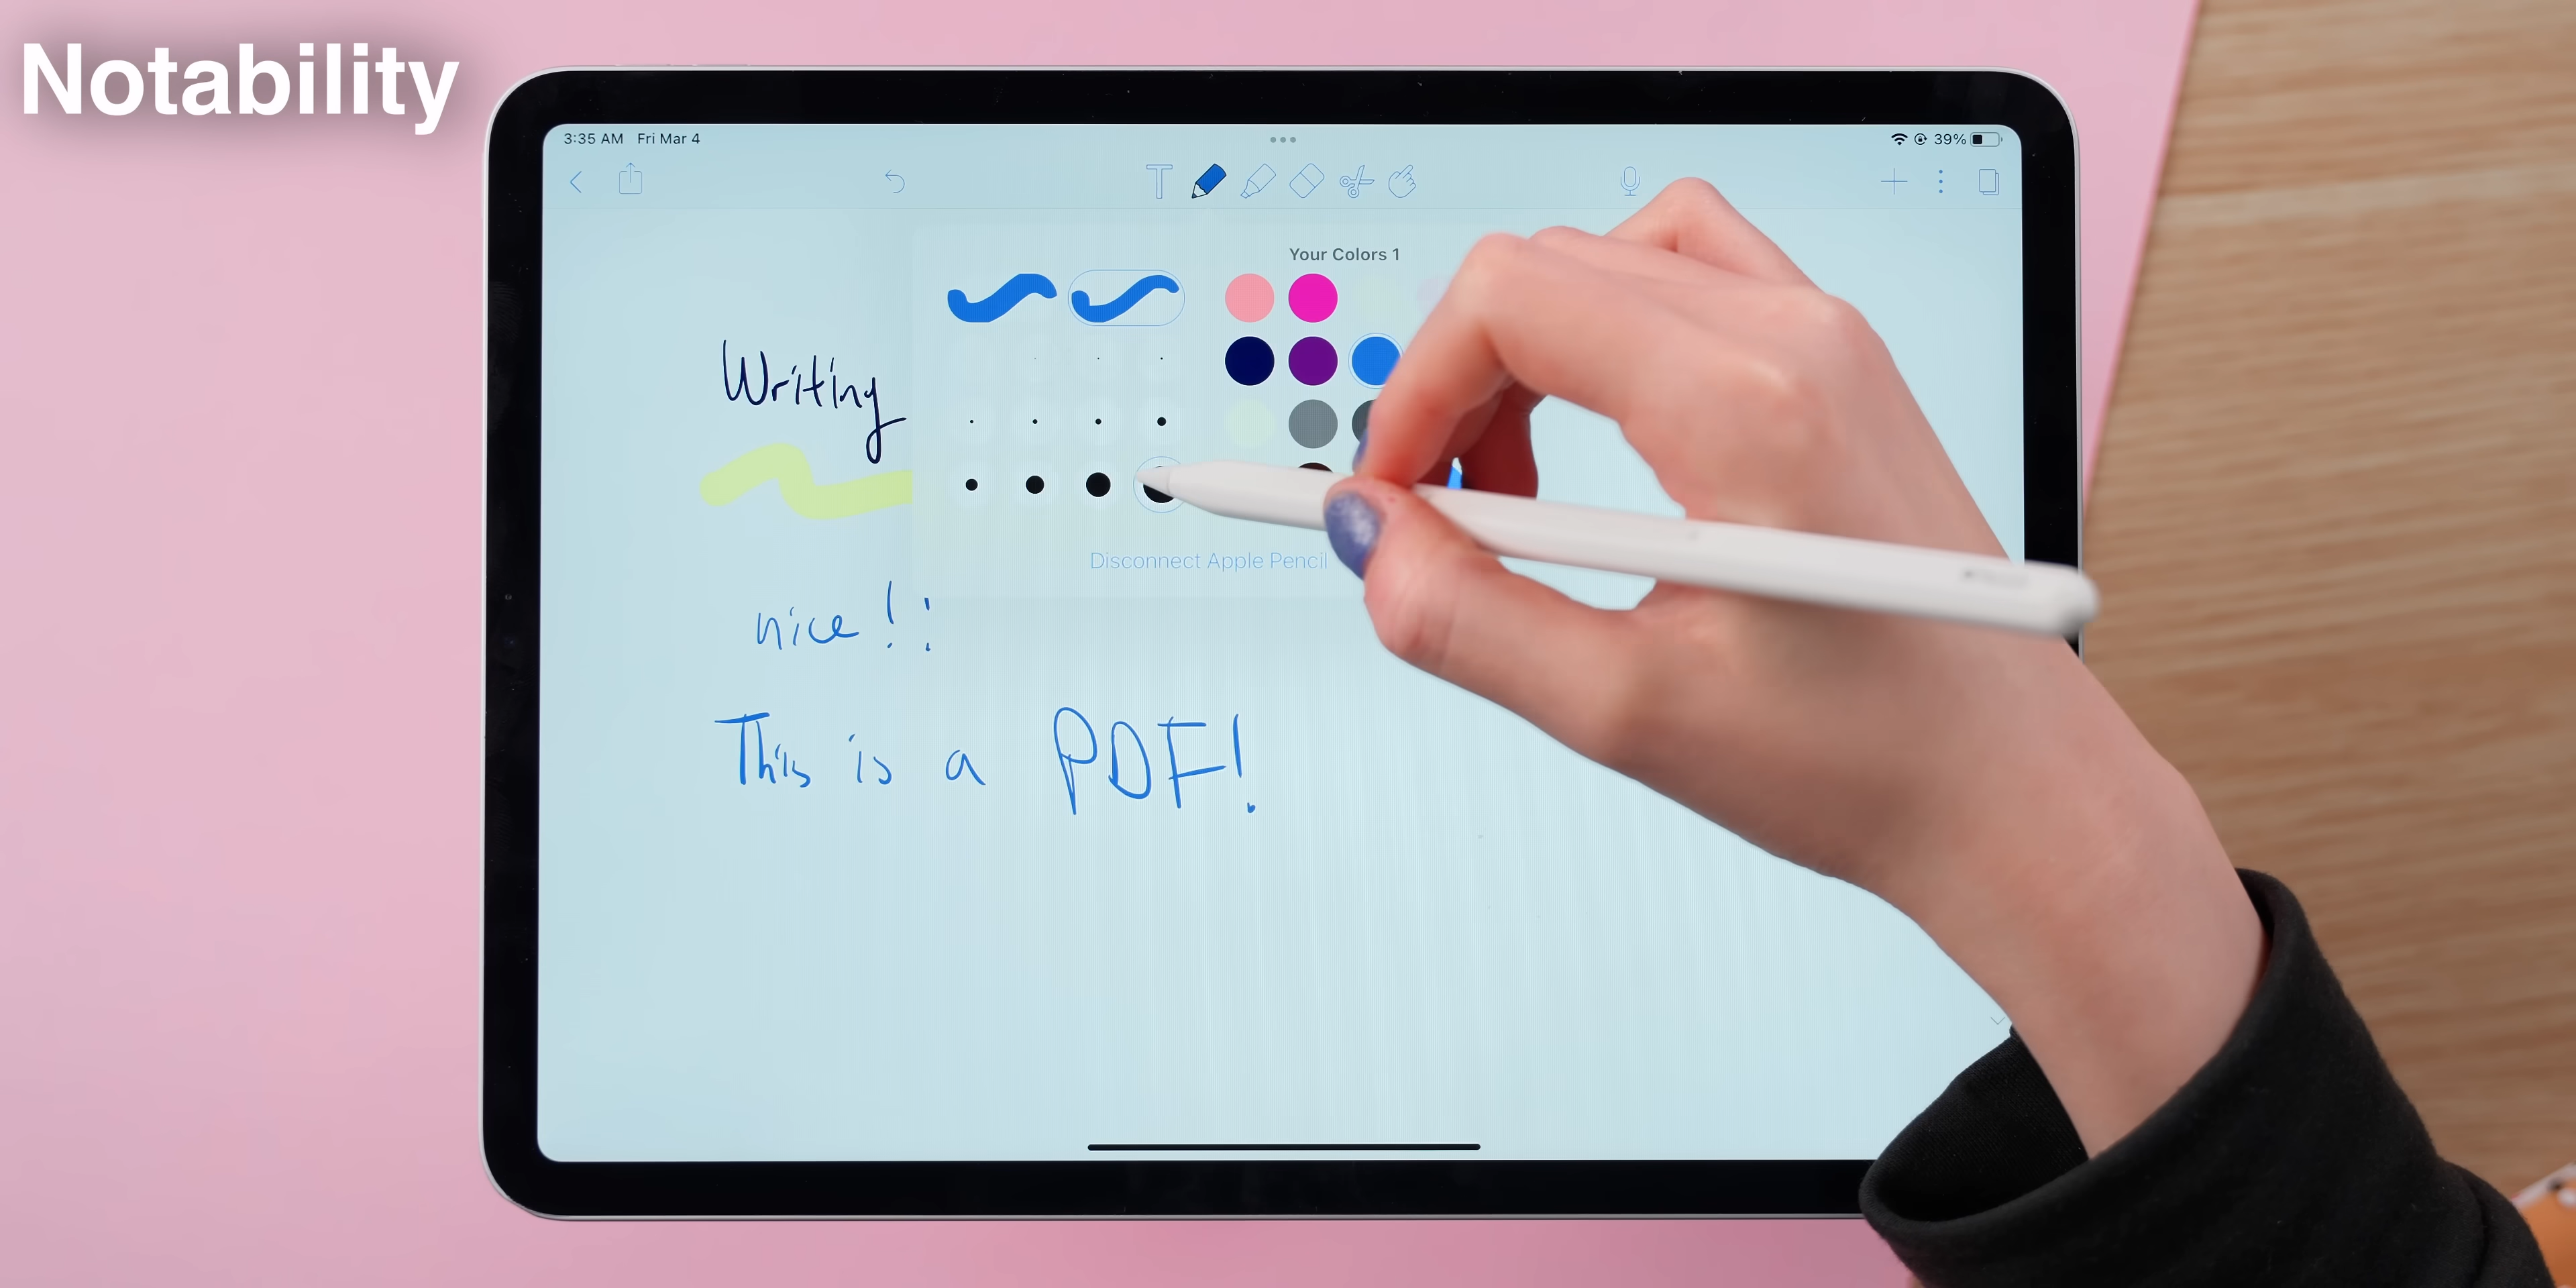 Notability
3:35 AM Fri Mar 4
39%
T
Your Colors 1
Writing
Disconnect Apple Pencil
nice!!
This is a PDF!